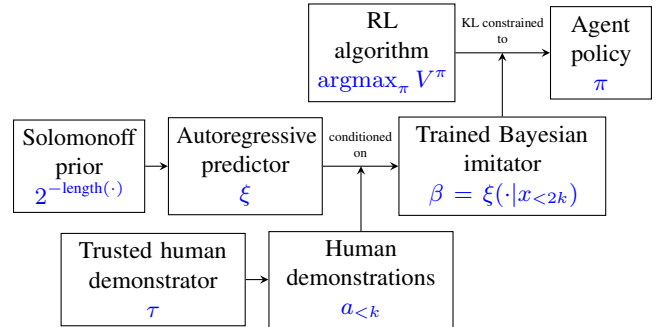 RL
algorithm
argmax_π V^π
KL constrained
to
Agent
policy
π
Solomonoff
prior
2^{−length(·)}
Autoregressive
predictor
ξ
conditioned
on
Trained Bayesian
imitator
β = ξ(·|x_{<2k})
Trusted human
demonstrator
τ
Human
demonstrations
a_{<k}